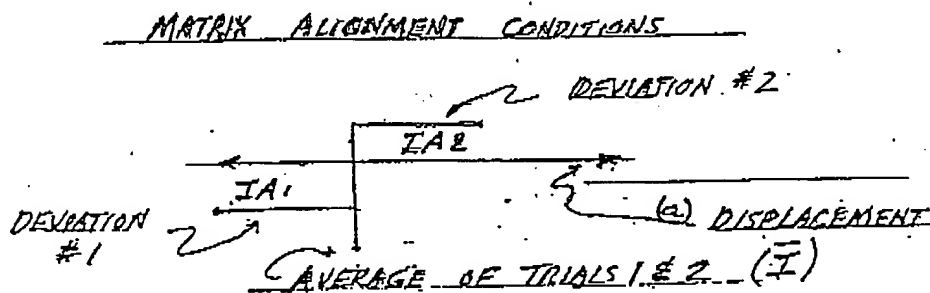 MATRIX ALIGNMENT CONDITIONS
DEVIATION #2
IA2
IA1
DEVIATION
#1
(a) DISPLACEMENT
AVERAGE OF TRIALS 1 & 2 (Ī)